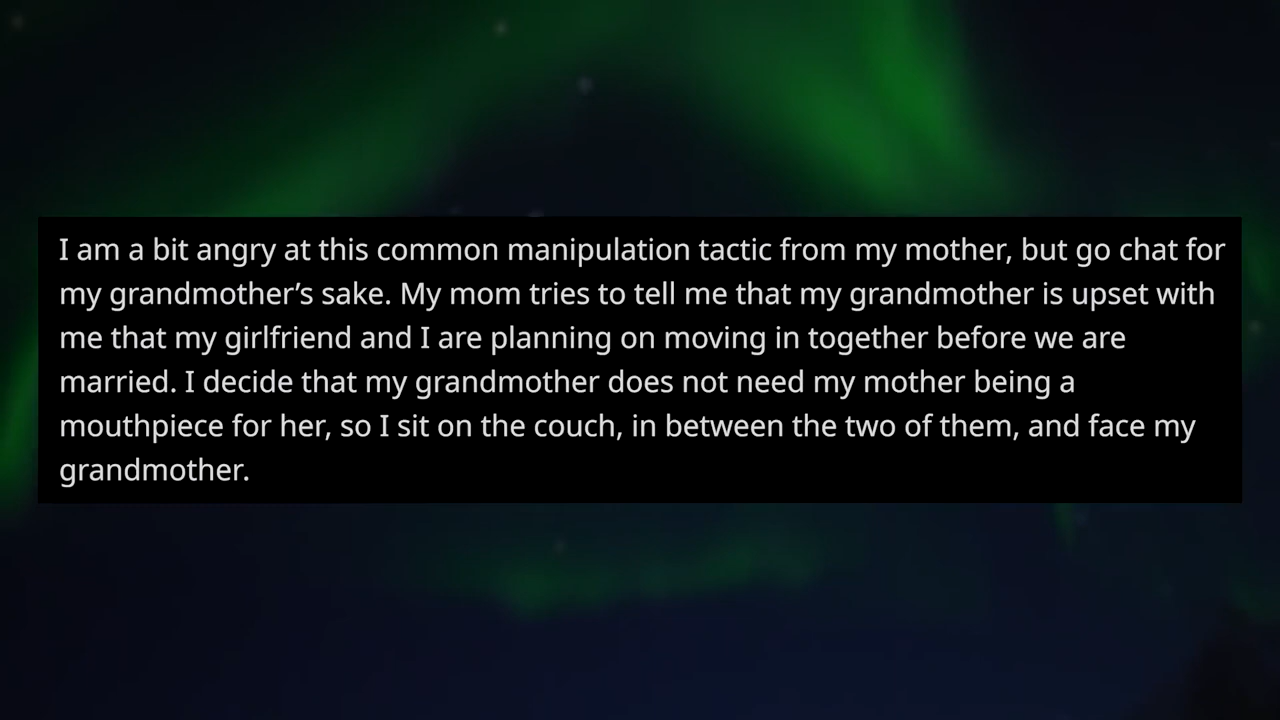 I am a bit angry at this common manipulation tactic from my mother, but go chat for
my grandmother’s sake. My mom tries to tell me that my grandmother is upset with
me that my girlfriend and I are planning on moving in together before we are
married. I decide that my grandmother does not need my mother being a
mouthpiece for her, so I sit on the couch, in between the two of them, and face my
grandmother.